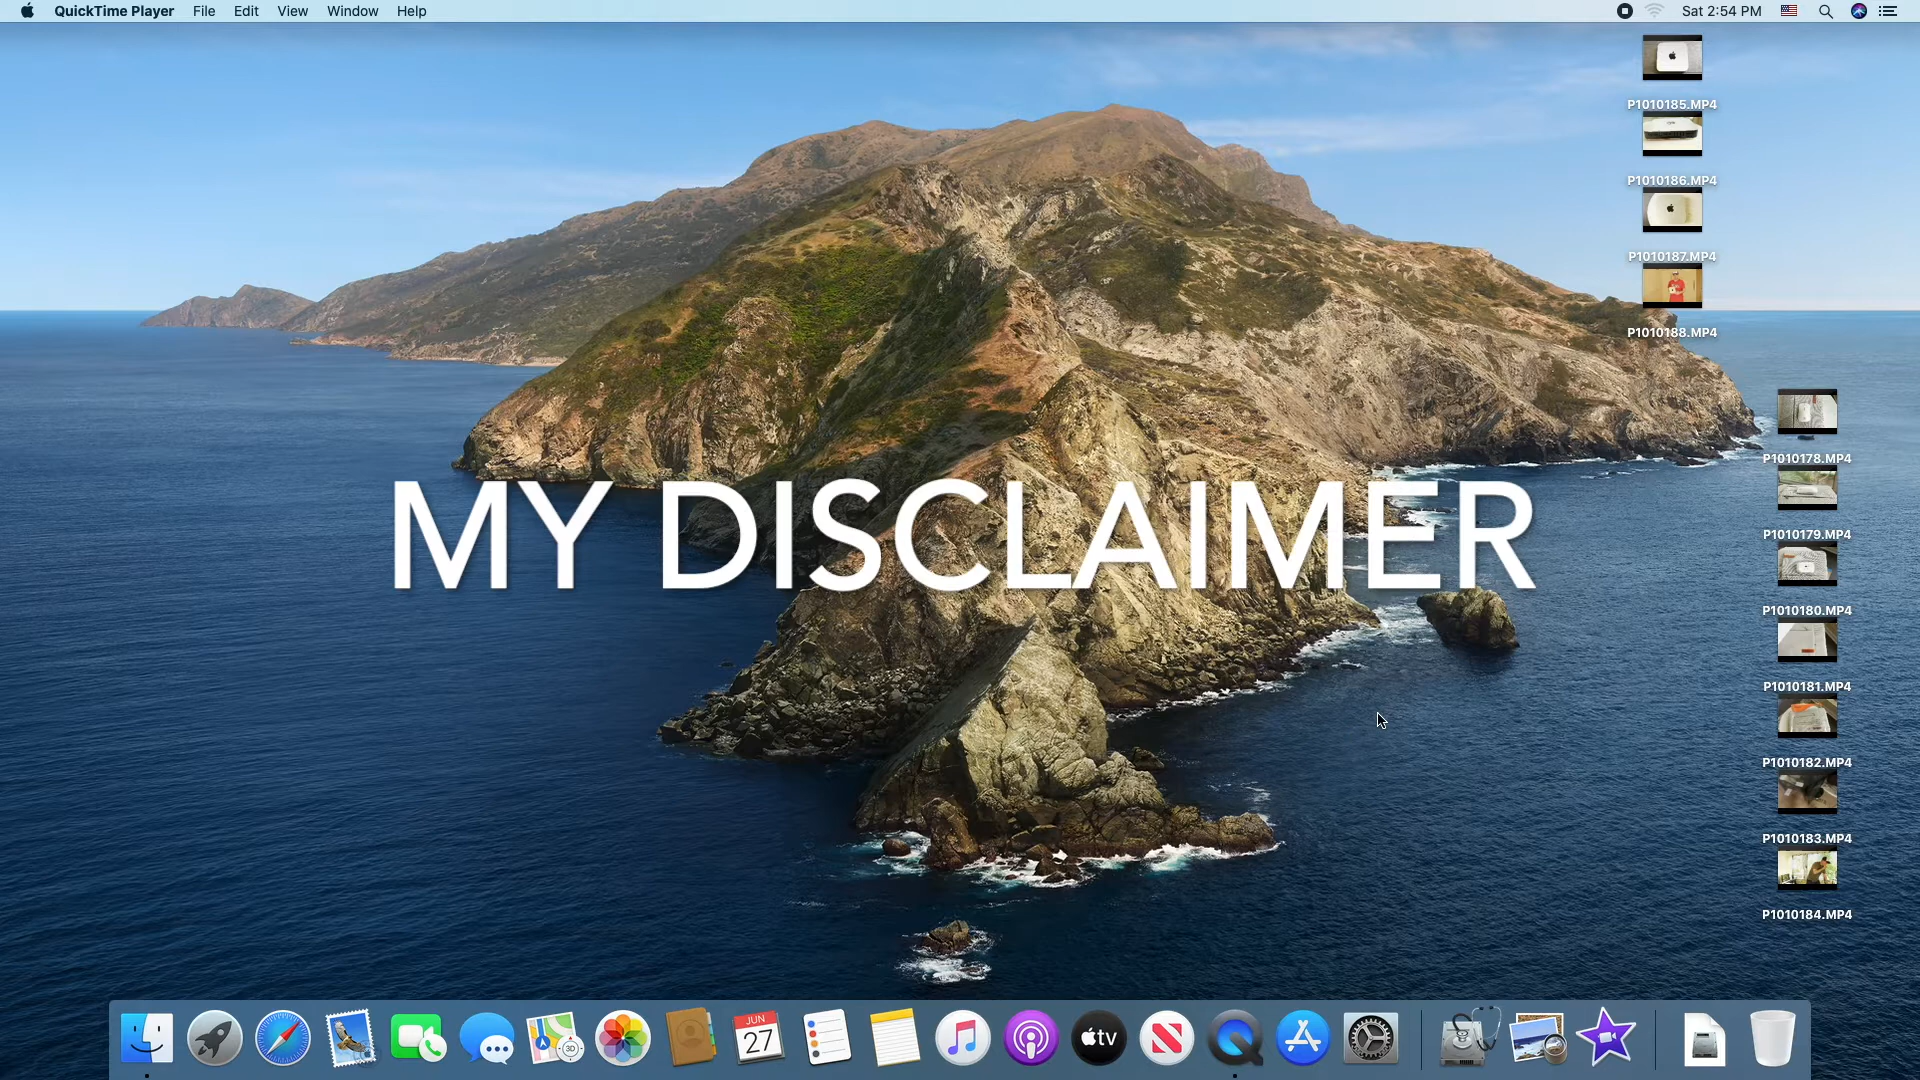 QuickTime Player File Edit View Window Help Sat 2:54 PM
P1010185.MP4
P1010186.MP4
P1010187.MP4
P1010188.MP4
P1010178.MP4
P1010179.MP4
MY DISCLAIMER
P1010180.MP4
P1010181.MP4
P1010182.MP4
P1010183.MP4
P1010184.MP4
3D
JUN
27
tv